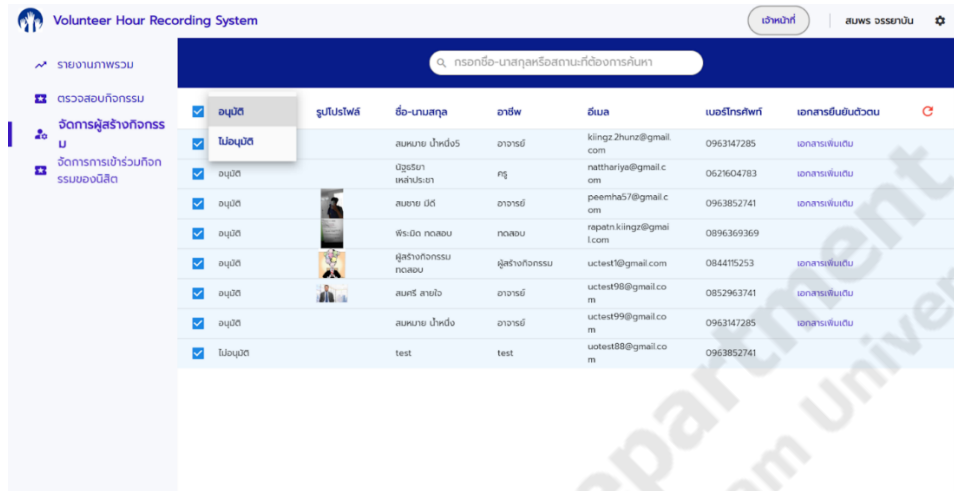 Volunteer Hour Recording System
เจ้าหน้าที่
สมพร จรรยาบัน
รายงานภาพรวม
ตรวจสอบกิจกรรม
จัดการผู้สร้างกิจกรร
ม
จัดการการเข้าร่วมกิจก
รรมของนิสิต
กรอกชื่อ-นาสกุลหรือสถานะที่ต้องการค้นหา
อนุมัติ รูปโปรไฟล์ ชื่อ-นามสกุล อาชีพ อีเมล เบอร์โทรศัพท์ เอกสารยืนยันตัวตน
ไม่อนุมัติ สมหมาย น้ำหนึ่ง5 อาจารย์ kiingz.2hunz@gmail.
com 0963147285 เอกสารเพิ่มเติม
อนุมัติ ณัฐธริยา
เหล่าประชา ครู natthariya@gmail.c
om 0621604783 เอกสารเพิ่มเติม
อนุมัติ สมชาย มีดี อาจารย์ peemha57@gmail.c
om 0963852741 เอกสารเพิ่มเติม
อนุมัติ พีระมิด ทดสอบ ทดสอบ rapatn.kiingz@gmai
l.com 0896369369
อนุมัติ ผู้สร้างกิจกรรม
ทดสอบ ผู้สร้างกิจกรรม uctest1@gmail.com 0844115253 เอกสารเพิ่มเติม
อนุมัติ สมศรี สายใจ อาจารย์ uctest98@gmail.co
m 0852963741 เอกสารเพิ่มเติม
อนุมัติ สมหมาย น้ำหนึ่ง อาจารย์ uctest99@gmail.co
m 0963147285 เอกสารเพิ่มเติม
ไม่อนุมัติ test test uotest88@gmail.co
m 0963852741